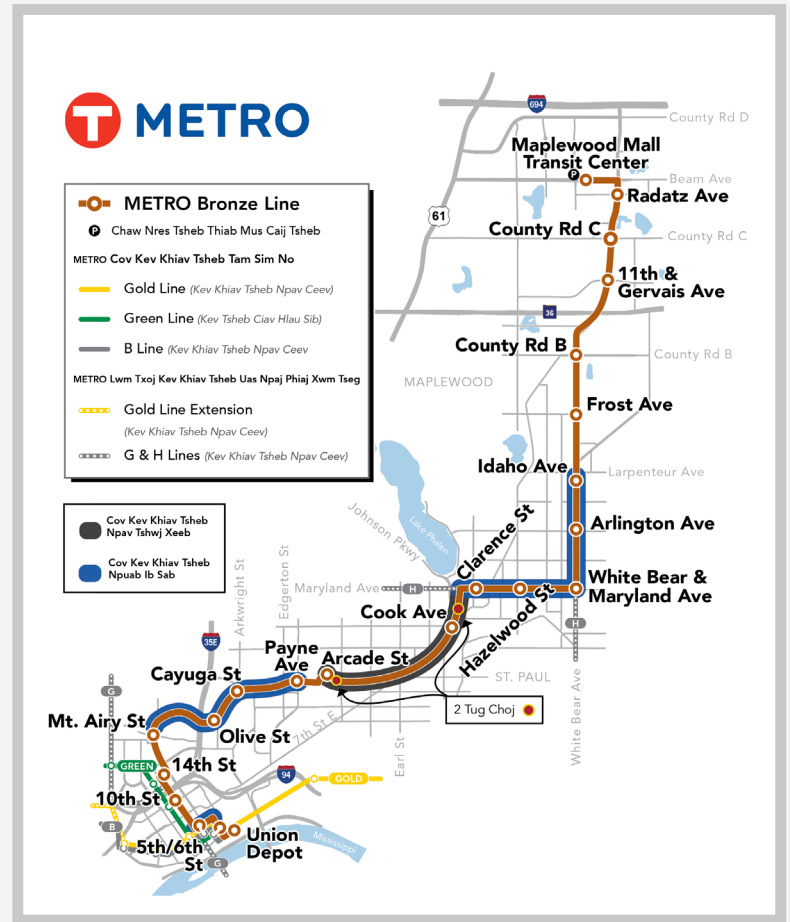 T METRO
METRO Bronze Line
P Chaw Nres Tsheb Thiab Mus Caij Tsheb
METRO Cov Kev Khiav Tsheb Tam Sim No
Gold Line (Kev Khiav Tsheb Npav Ceev)
Green Line (Kev Tsheb Ciav Hlau Sib)
B Line (Kev Khiav Tsheb Npav Ceev
METRO Lwm Txoj Kev Khiav Tsheb Uas Npaj Phiaj Xwm Tseg
Gold Line Extension
(Kev Khiav Tsheb Npav Ceev)
G & H Lines (Kev Khiav Tsheb Npav Ceev)
Cov Kev Khiav Tsheb
Npav Tshwj Xeeb
Cov Kev Khiav Tsheb
Npuab Ib Sab
694
County Rd D
Maplewood Mall
Transit Center
P
Beam Ave
Radatz Ave
61
County Rd C
County Rd C
11th &
Gervais Ave
36
County Rd B
County Rd B
MAPLEWOOD
Frost Ave
Idaho Ave
Larpenteur Ave
Arlington Ave
Johnson Pkwy
Lake Phalen
Clarence St
Maryland Ave
H
White Bear &
Maryland Ave
Cook Ave
Hazelwood St
H
Arkwright St
Edgerton St
35E
Payne
Ave
Arcade St
Cayuga St
ST. PAUL
White Bear Ave
G
2 Tug Choj
Mt. Airy St
Olive St
7th St E
Earl St
14th St
GREEN
94
GOLD
10th St
B
5th/6th
St
Union
Depot
Mississippi
G